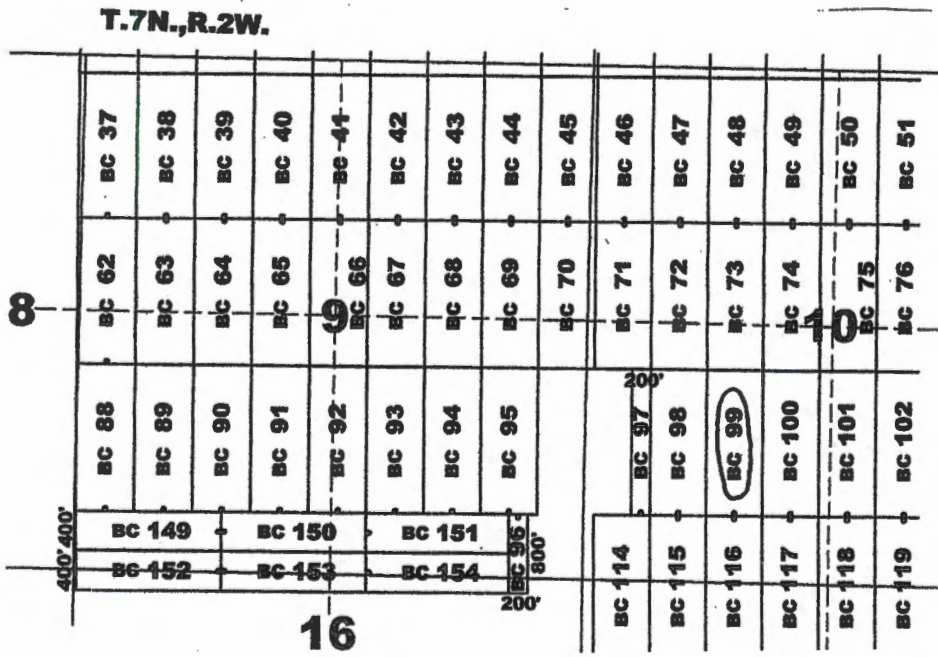 T.7N.,R.2W.
BC 37
BC 38
BC 39
BC 40
BC 41
BC 42
BC 43
BC 44
BC 45
BC 46
BC 47
BC 48
BC 49
BC 50
BC 51
BC 62
BC 63
BC 64
BC 65
BC 66
BC 67
BC 68
BC 69
BC 70
BC 71
BC 72
BC 73
BC 74
BC 75
BC 76
8
9
10
200'
BC 88
BC 89
BC 90
BC 91
BC 92
BC 93
BC 94
BC 95
BC 97
BC 98
BC 99
BC 100
BC 101
BC 102
400'
BC 149
BC 150
BC 151
BC 96
800'
400'
BC 152
BC 153
BC 154
200'
BC 114
BC 115
BC 116
BC 117
BC 118
BC 119
16